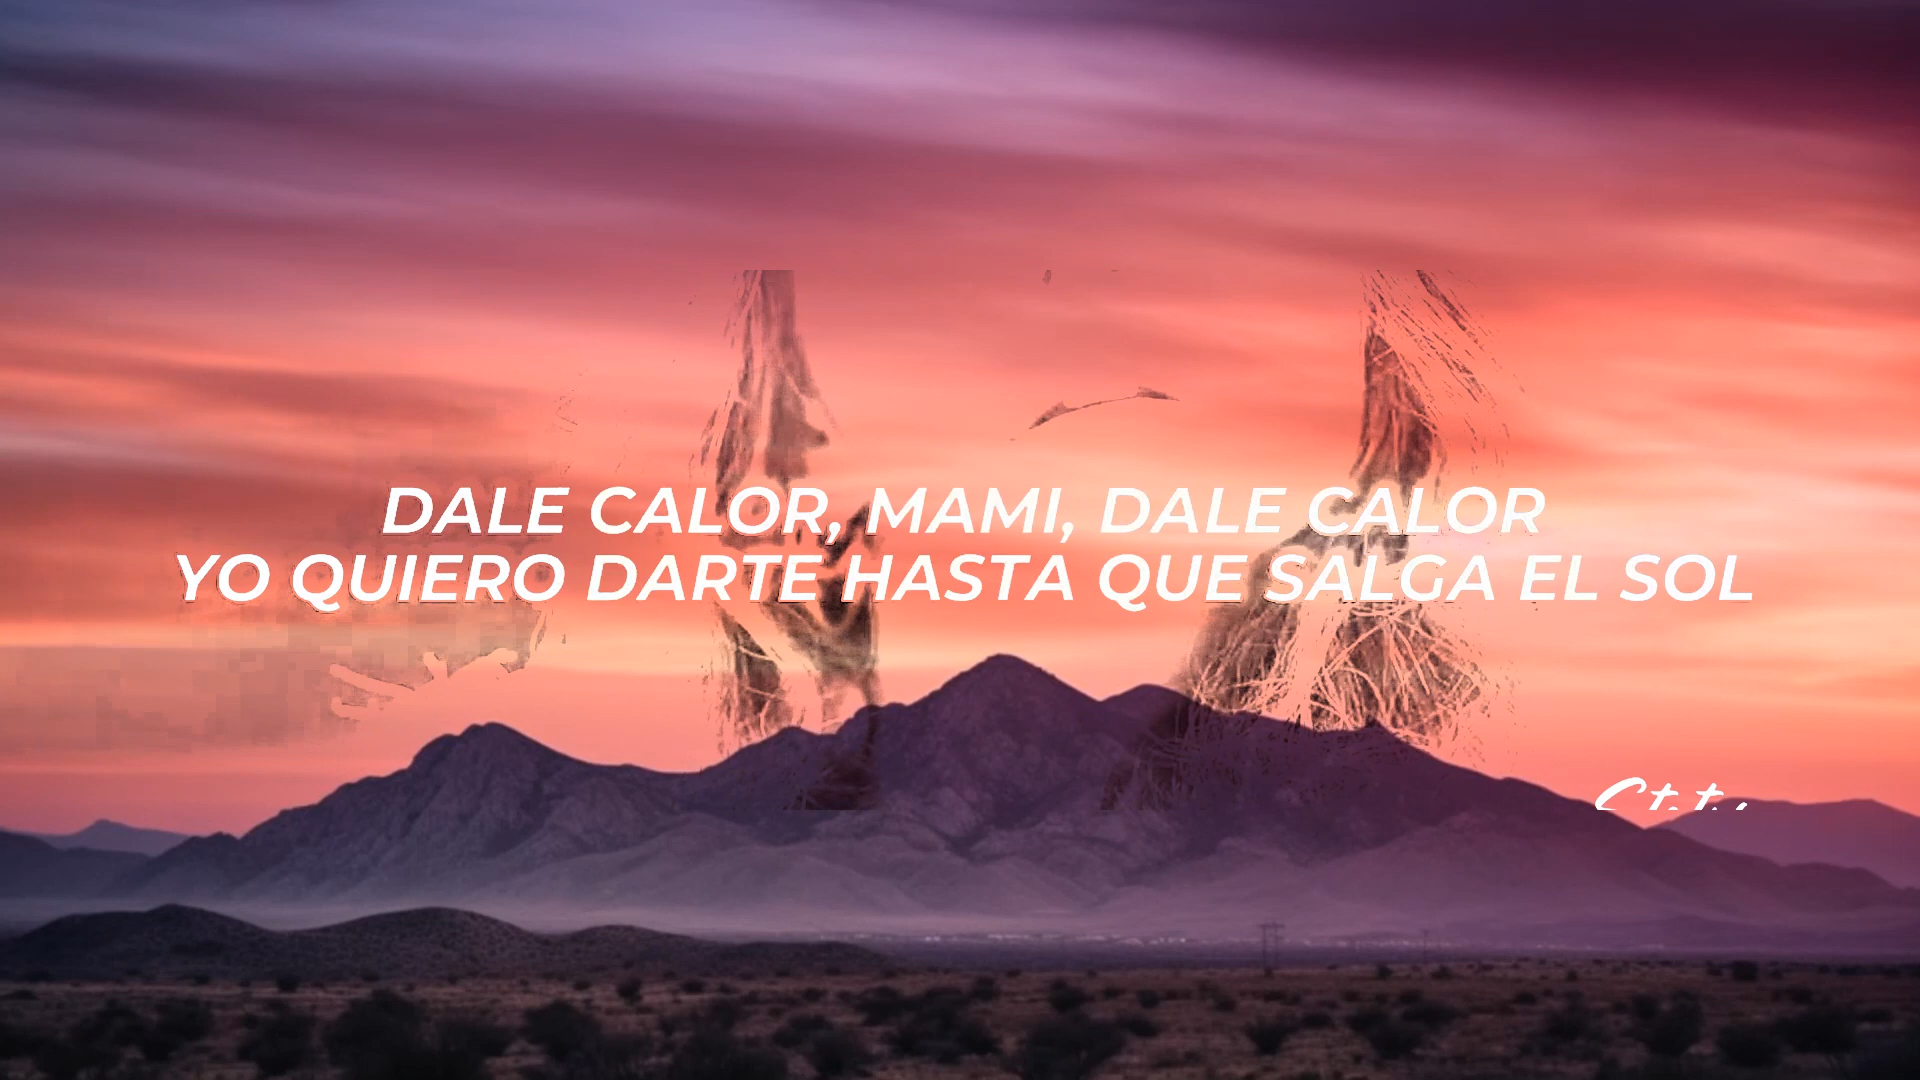 DALE CALOR, MAMI, DALE CALOR
YO QUIERO DARTE HASTA QUE SALGA EL SOL